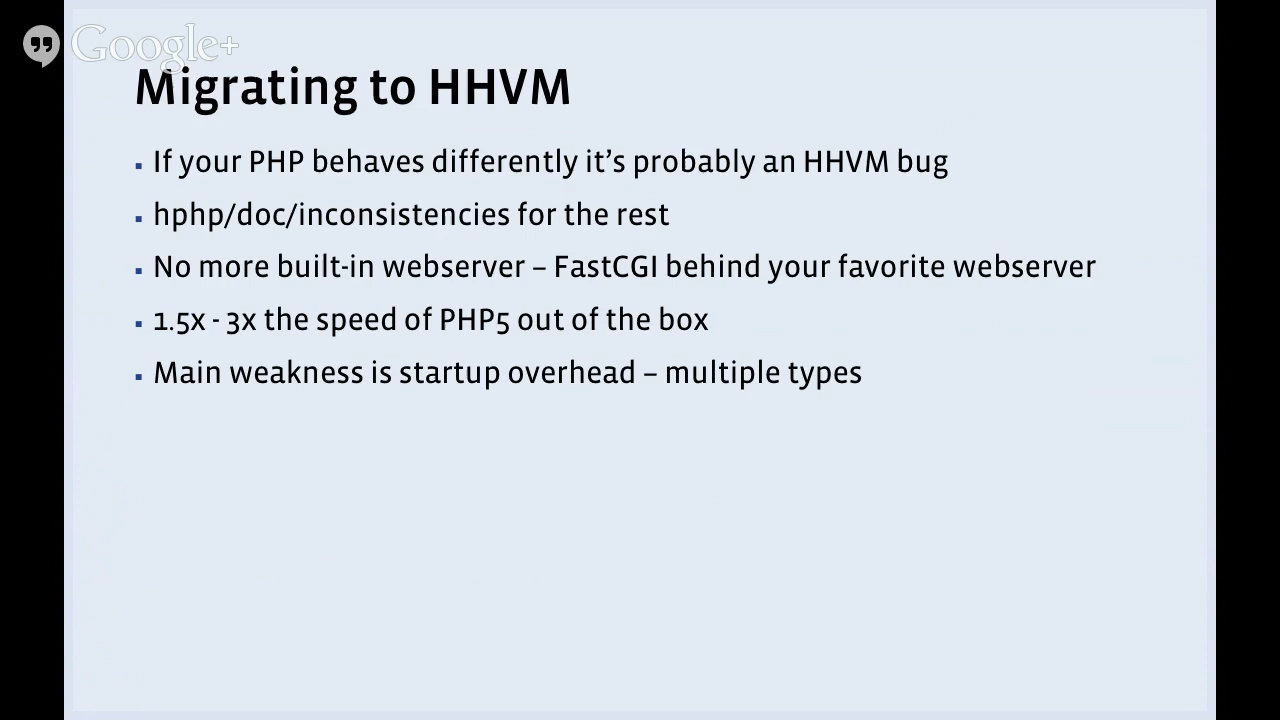 Google+
Migrating to HHVM
▪ If your PHP behaves differently it’s probably an HHVM bug
▪ hphp/doc/inconsistencies for the rest
▪ No more built-in webserver – FastCGI behind your favorite webserver
▪ 1.5x - 3x the speed of PHP5 out of the box
▪ Main weakness is startup overhead – multiple types